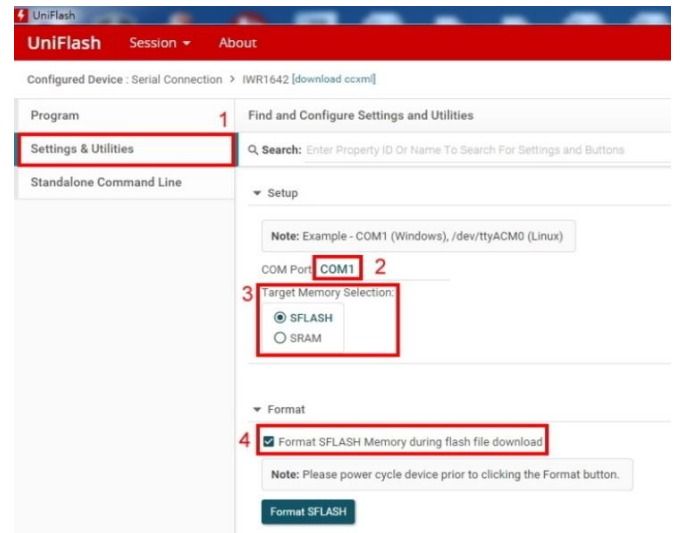 UniFlash
UniFlash Session About
Configured Device : Serial Connection > IWR1642 [download ccxml]
Program 1
Settings & Utilities
Standalone Command Line
Find and Configure Settings and Utilities
Search: Enter Property ID Or Name To Search For Settings and Buttons
Setup
Note: Example - COM1 (Windows), /dev/ttyACM0 (Linux)
COM Port: COM1 2
3 Target Memory Selection:
SFLASH
SRAM
Format
4 Format SFLASH Memory during flash file download
Note: Please power cycle device prior to clicking the Format button.
Format SFLASH